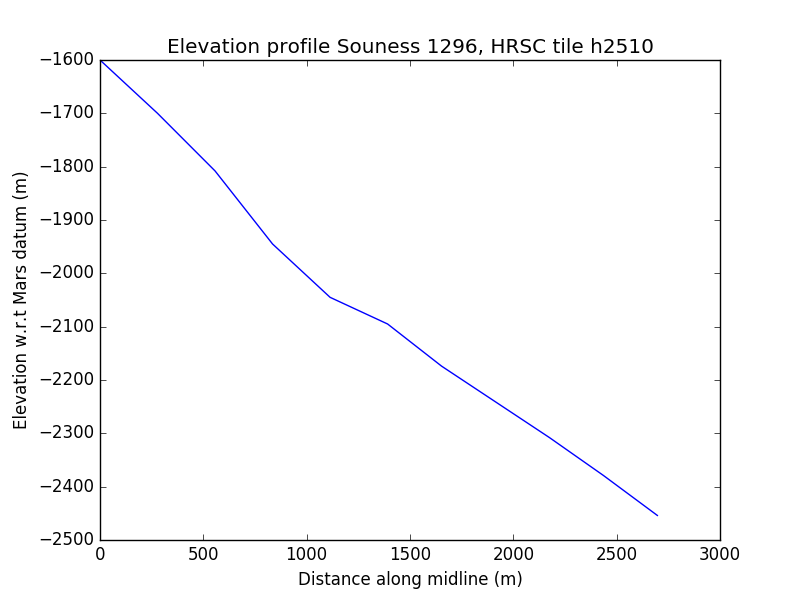 Elevation profile Souness 1296, HRSC tile h2510
−1600
−1700
−1800
−1900
−2000
−2100
−2200
−2300
−2400
−2500
Elevation w.r.t Mars datum (m)
0 500 1000 1500 2000 2500 3000
Distance along midline (m)